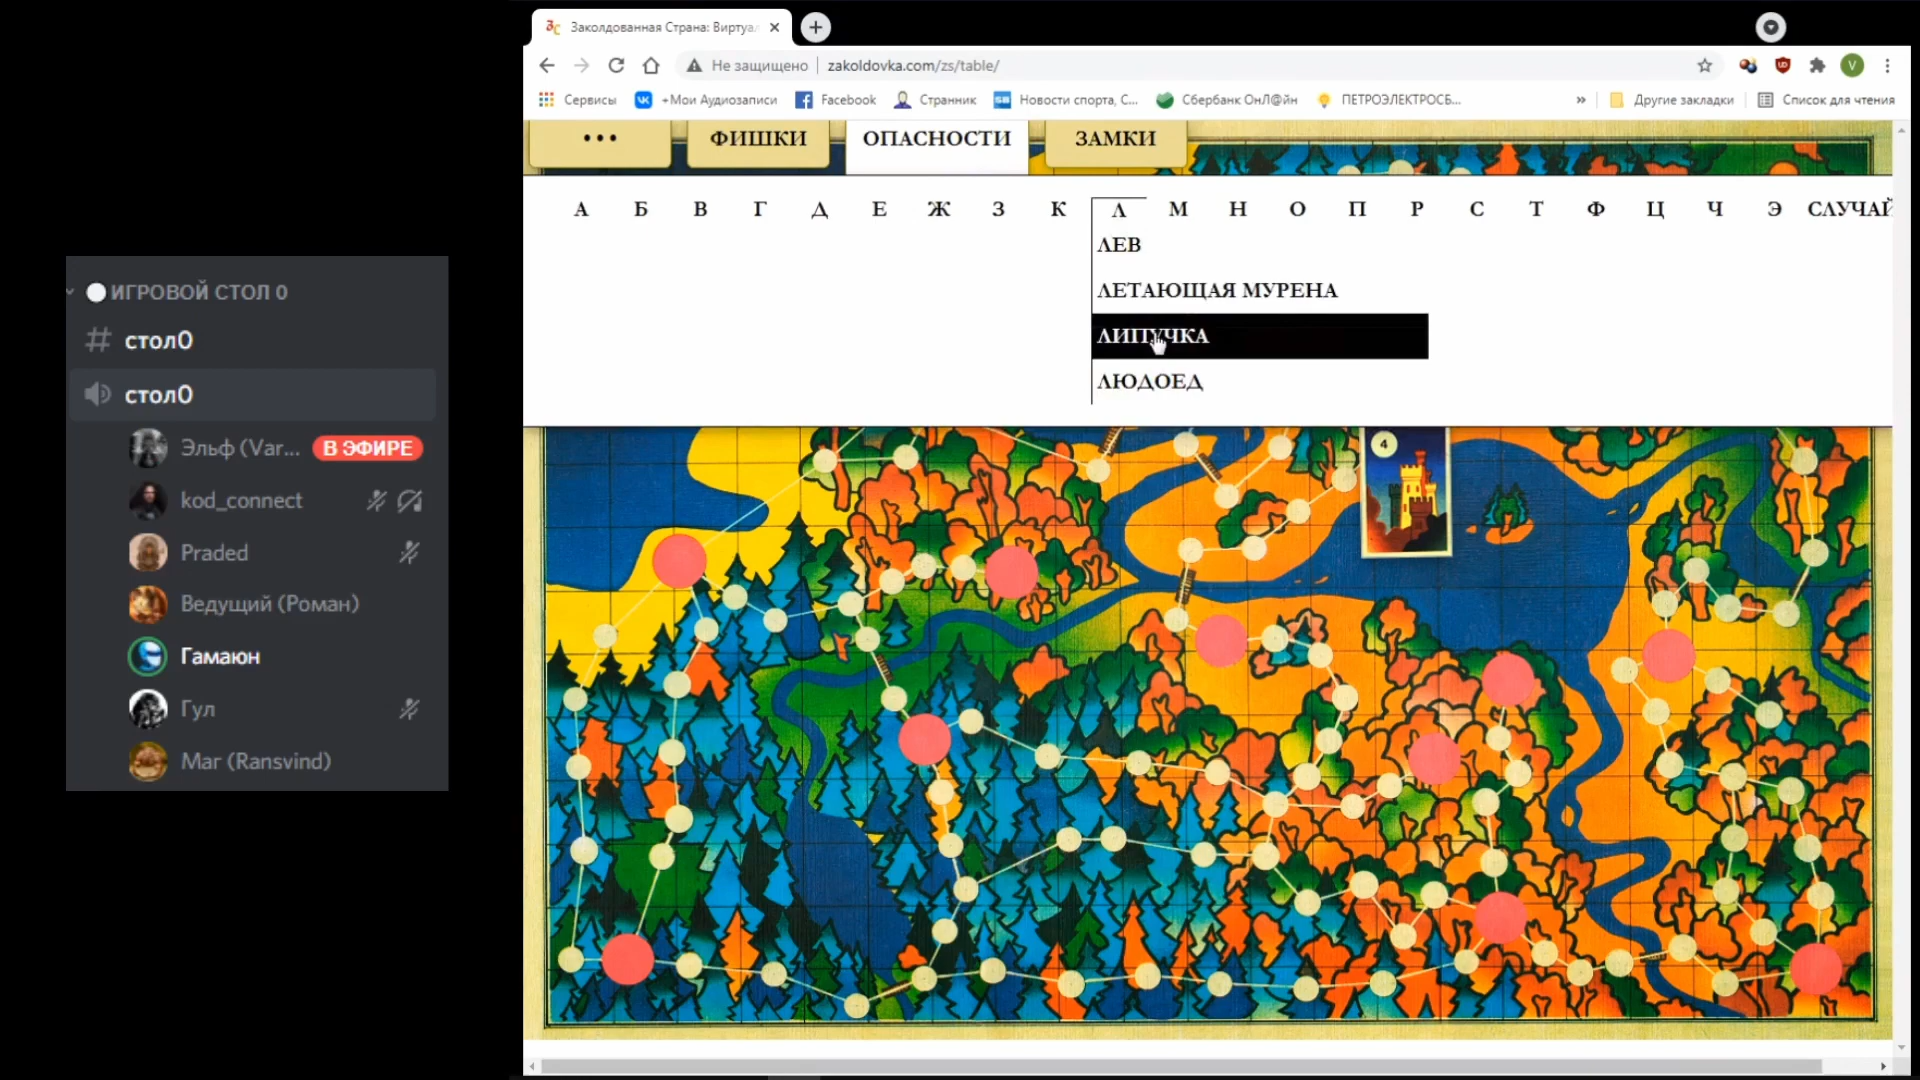 ИГРОВОЙ СТОЛ 0
стол0
стол0
Эльф (Var... В ЭФИРЕ
kod_connect
Praded
Ведущий (Роман)
Гамаюн
Гул
Маг (Ransvind)
Заколдованная Страна: Виртуал
Не защищено zakoldovka.com/zs/table/
V
Сервисы +Мои Аудиозаписи Facebook Странник Новости спорта, С... Сбербанк ОнЛ@йн ПЕТРОЭЛЕКТРОСБ... » Другие закладки Список для чтения
••• ФИШКИ ОПАСНОСТИ ЗАМКИ
А Б В Г Д Е Ж З К Л М Н О П Р С Т Ф Ц Ч Э СЛУЧАЙ
ЛЕВ
ЛЕТАЮЩАЯ МУРЕНА
ЛИПУЧКА
ЛЮДОЕД
4